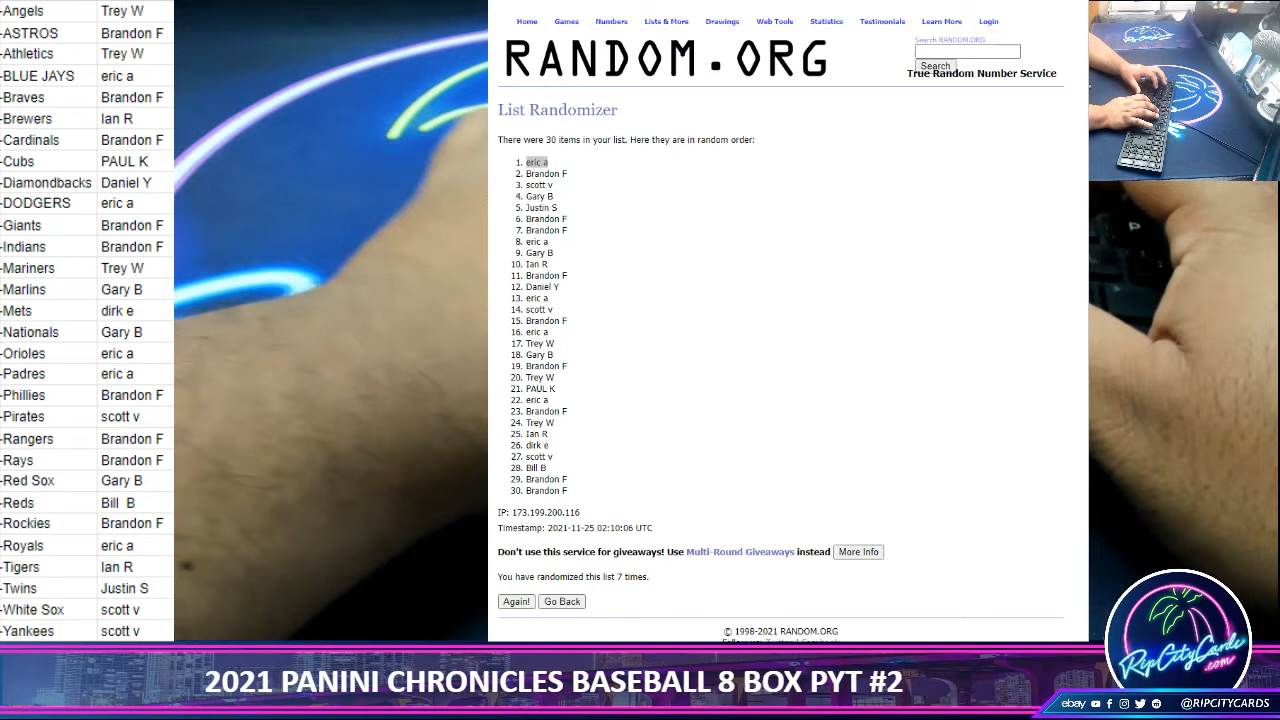 -Angels Trey W
-ASTROS Brandon F
-Athletics Trey W
-BLUE JAYS eric a
-Braves Brandon F
-Brewers Ian R
-Cardinals Brandon F
-Cubs PAUL K
-Diamondbacks Daniel Y
-DODGERS eric a
-Giants Brandon F
-Indians Brandon F
-Mariners Trey W
-Marlins Gary B
-Mets dirk e
-Nationals Gary B
-Orioles eric a
-Padres eric a
-Phillies Brandon F
-Pirates scott v
-Rangers Brandon F
-Rays Brandon F
-Red Sox Gary B
-Reds Bill B
-Rockies Brandon F
-Royals eric a
-Tigers Ian R
-Twins Justin S
-White Sox scott v
-Yankees scott v
Home Games Numbers Lists & More Drawings Web Tools Statistics Testimonials Learn More Login
RANDOM.ORG
Search RANDOM.ORG
Search
True Random Number Service
List Randomizer
There were 30 items in your list. Here they are in random order:
1. eric a
2. Brandon F
3. scott v
4. Gary B
5. Justin S
6. Brandon F
7. Brandon F
8. eric a
9. Gary B
10. Ian R
11. Brandon F
12. Daniel Y
13. eric a
14. scott v
15. Brandon F
16. eric a
17. Trey W
18. Gary B
19. Brandon F
20. Trey W
21. PAUL K
22. eric a
23. Brandon F
24. Trey W
25. Ian R
26. dirk e
27. scott v
28. Bill B
29. Brandon F
30. Brandon F
IP: 173.199.200.116
Timestamp: 2021-11-25 02:10:06 UTC
Don't use this service for giveaways! Use Multi-Round Giveaways instead More Info
You have randomized this list 7 times.
Again! Go Back
© 1998-2021 RANDOM.ORG
Follow us: Twitter | Facebook
2021 PANINI CHRONICLES BASEBALL 8 BOX PYT #2
RipCityCards
.com
ebay @RIPCITYCARDS